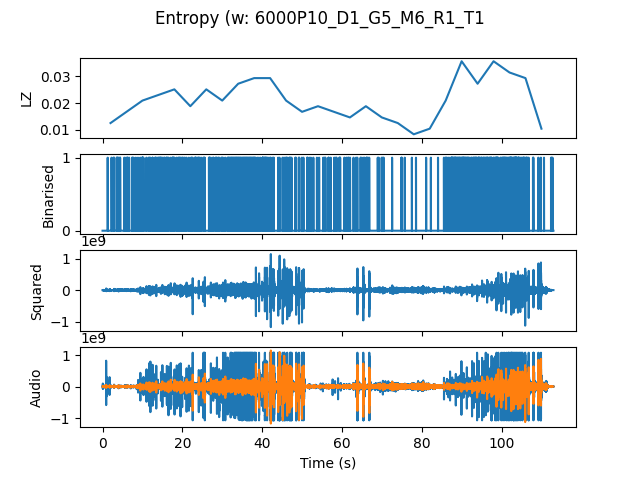 Entropy (w: 6000P10_D1_G5_M6_R1_T1
LZ
0.03
0.02
0.01
Binarised
1
0
1e9
Squared
1
0
−1
1e9
Audio
1
0
−1
0 20 40 60 80 100
Time (s)